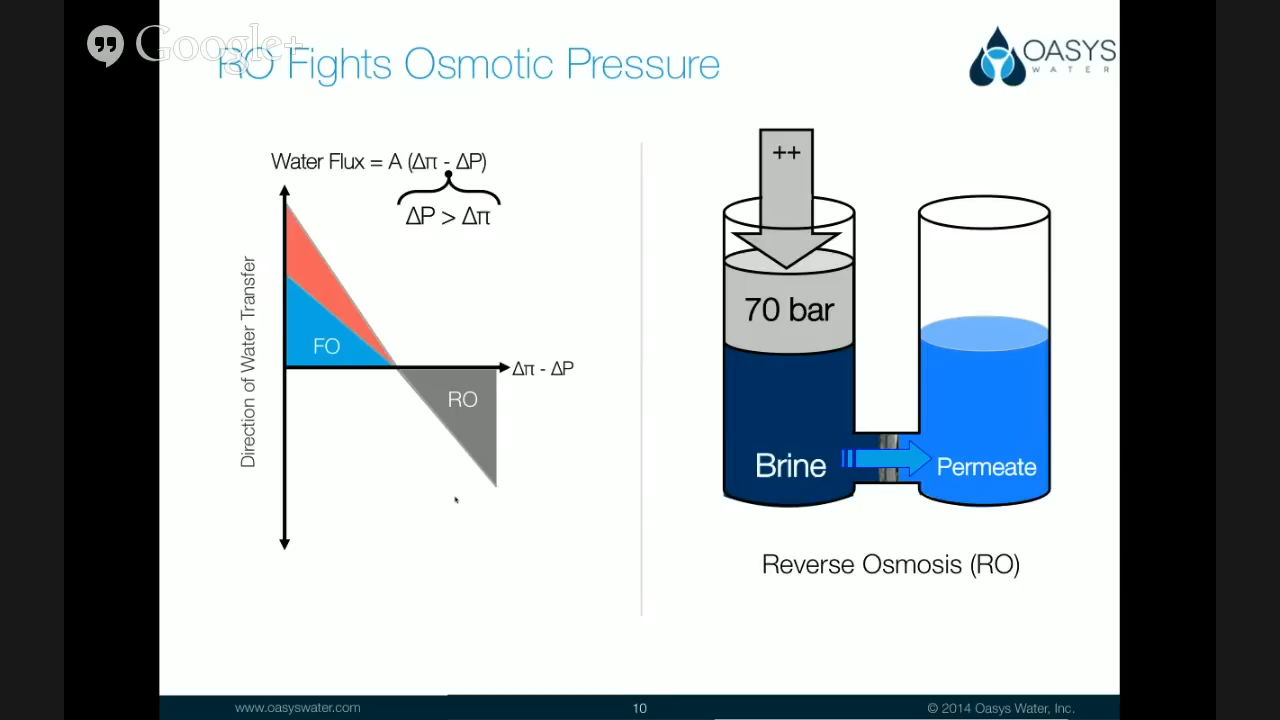 Google+
RO Fights Osmotic Pressure
OASYS
WATER
Water Flux = A (Δπ - ΔP)
ΔP > Δπ
Direction of Water Transfer
FO
RO
Δπ - ΔP
++
70 bar
Brine
Permeate
Reverse Osmosis (RO)
www.oasyswater.com
10
© 2014 Oasys Water, Inc.